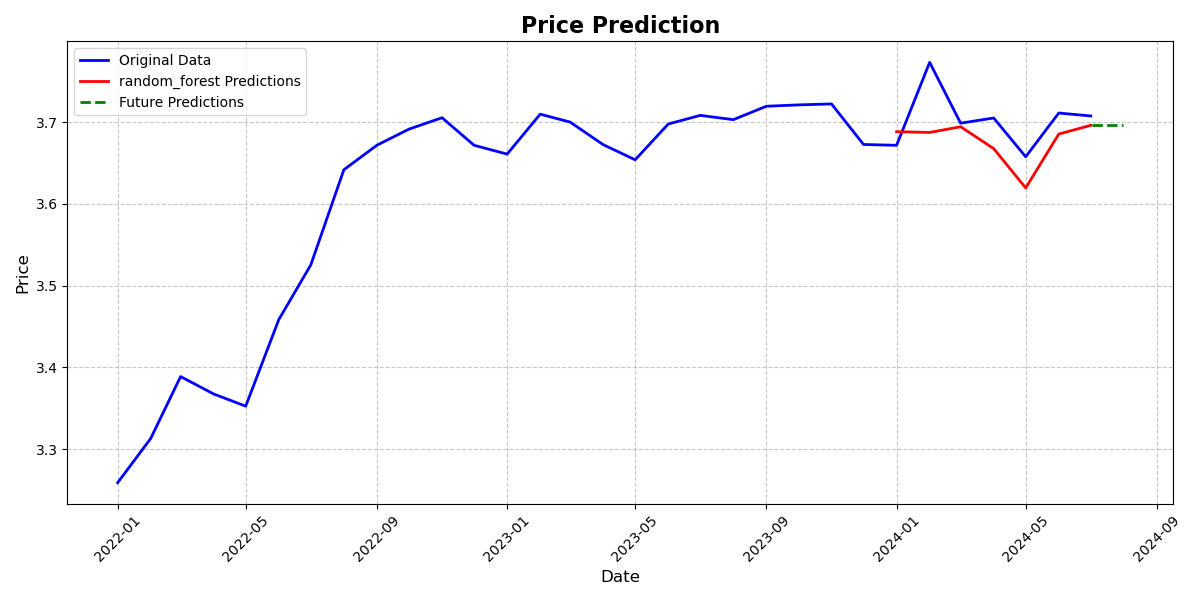 Price Prediction
Original Data
random_forest Predictions
Future Predictions
3.7
3.6
3.5
3.4
3.3
Price
2022-01
2022-05
2022-09
2023-01
2023-05
2023-09
2024-01
2024-05
2024-09
Date